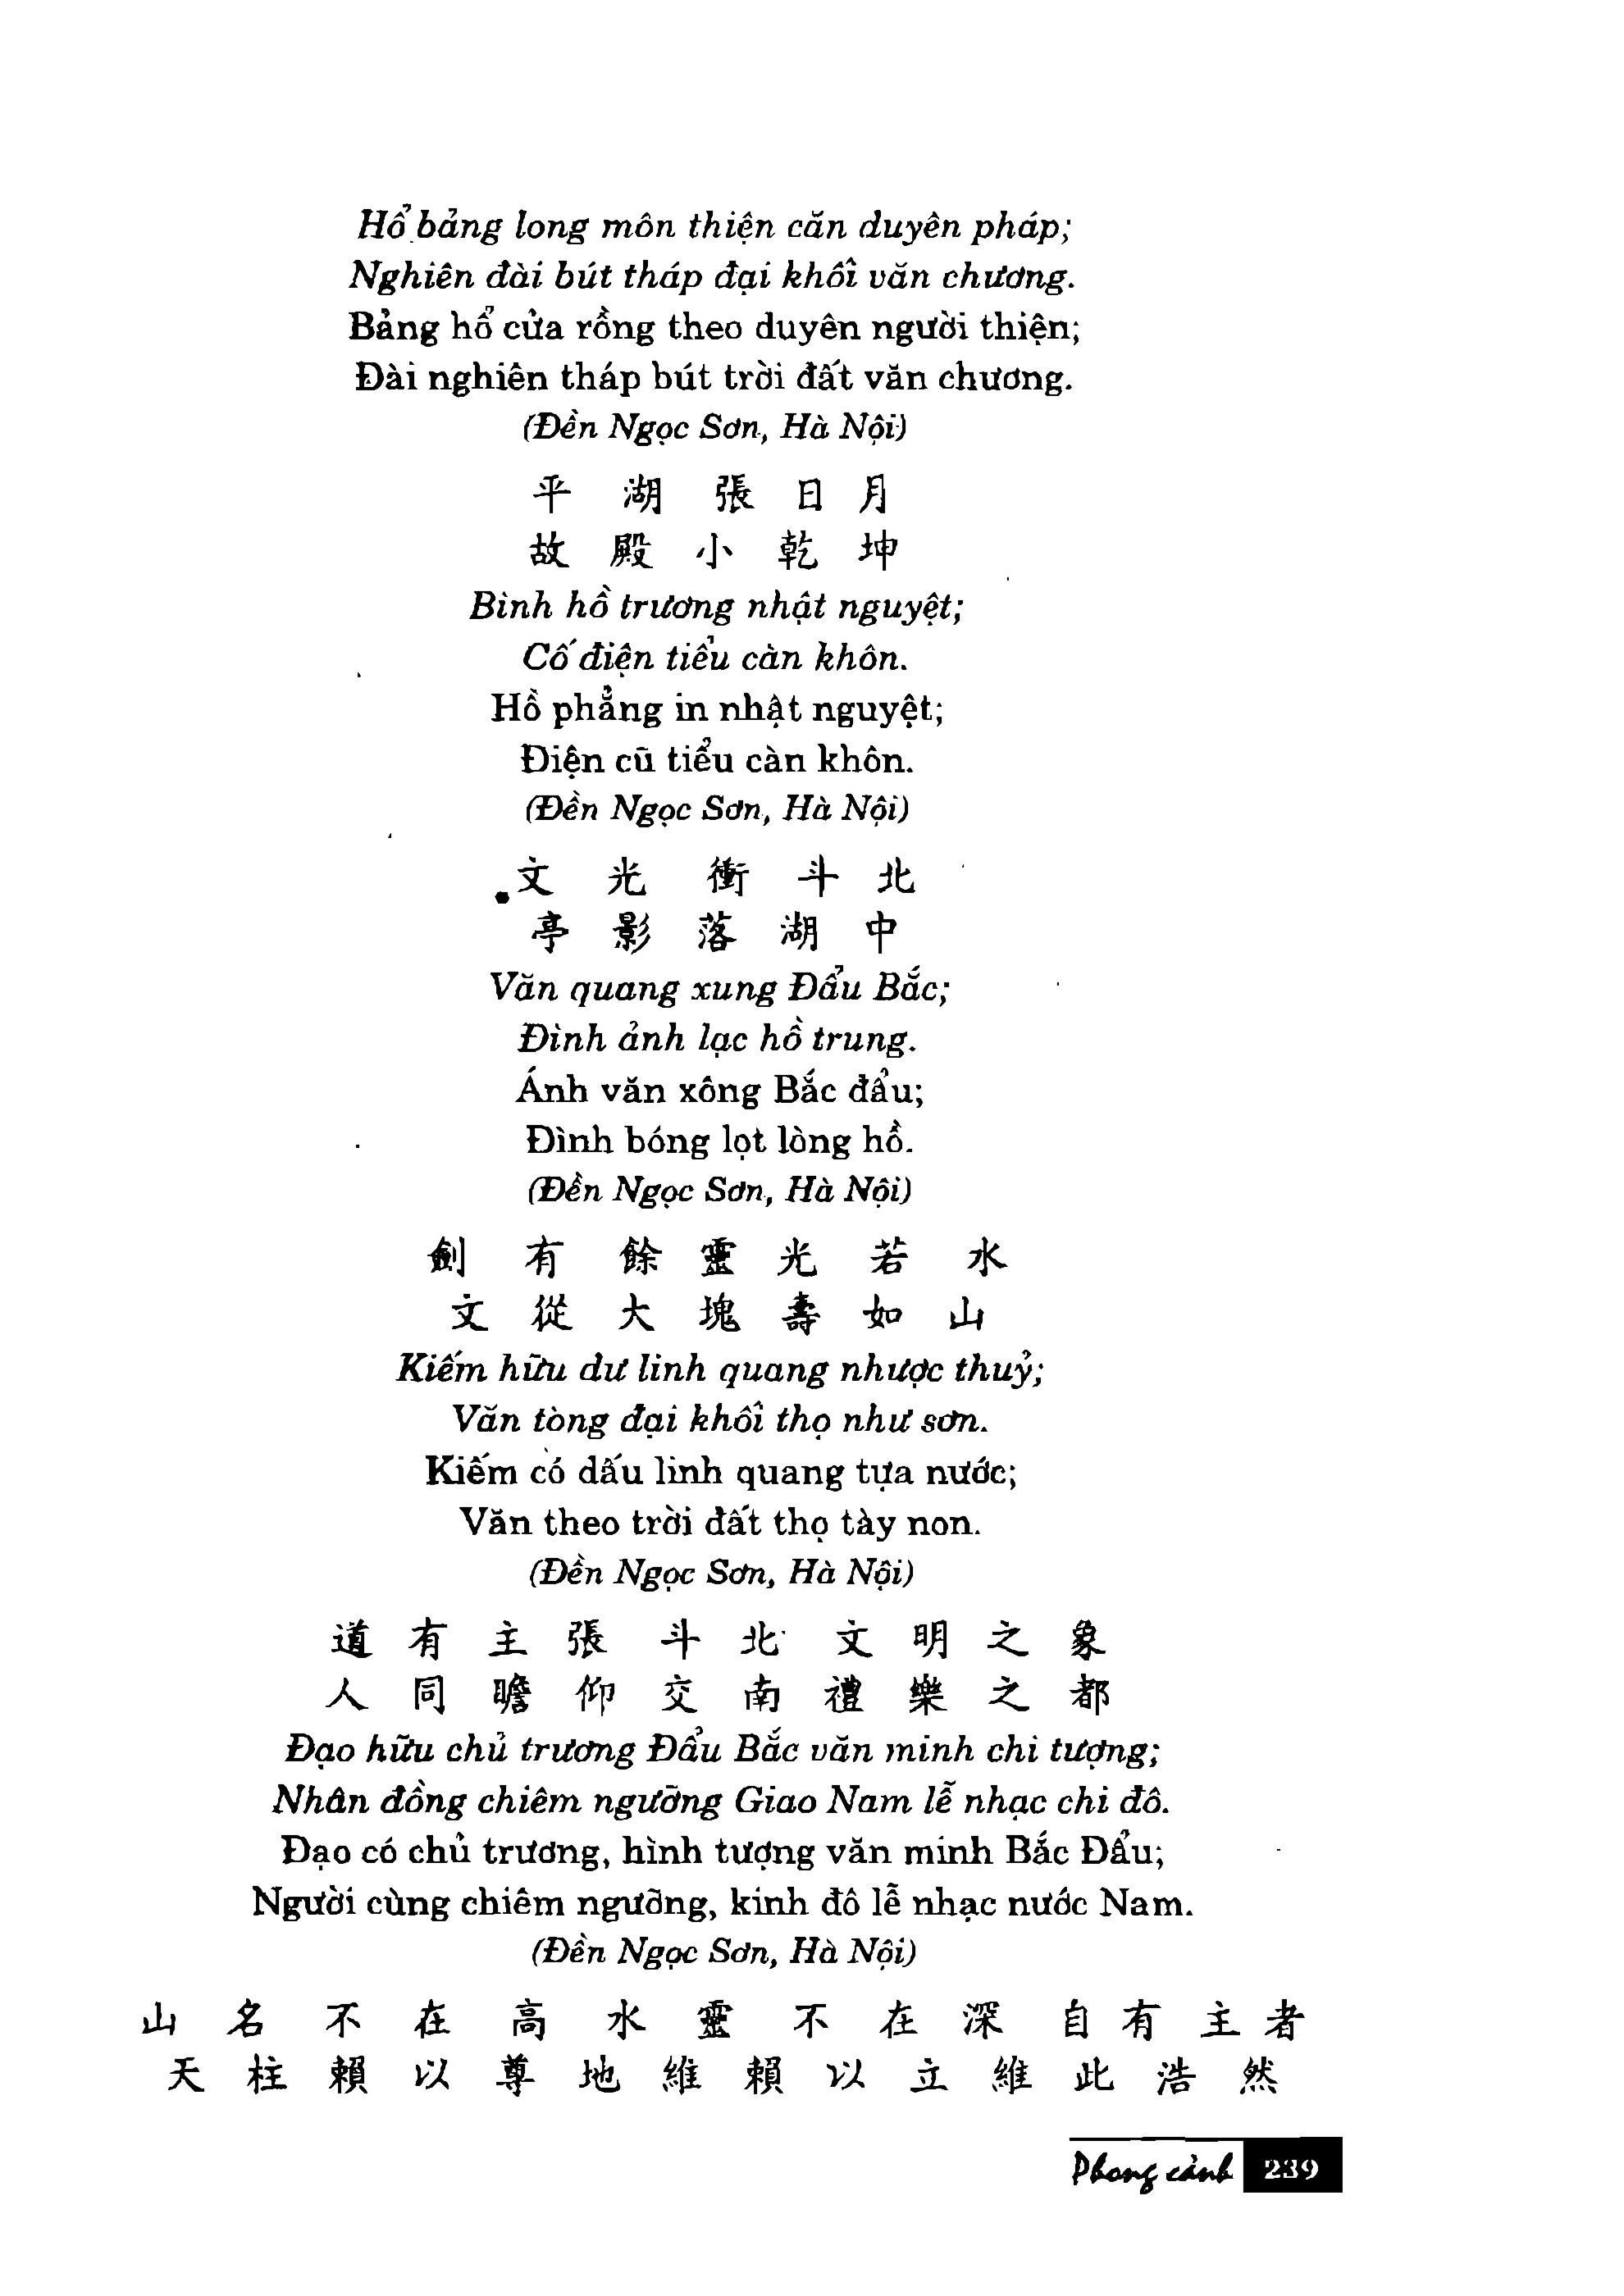 Hổ bảng long môn thiện căn duyên pháp;
Nghiên đài bút tháp đại khối văn chương.
Bảng hổ cửa rồng theo duyên người thiện;
Đài nghiên tháp bút trời đất văn chương.
(Đền Ngọc Sơn, Hà Nội)
平湖張日月
故殿小乾坤
Bình hồ trương nhật nguyệt;
Cố điện tiểu càn khôn.
Hồ phẳng in nhật nguyệt;
Điện cũ tiểu càn khôn.
(Đền Ngọc Sơn, Hà Nội)
文光衝斗北
亭影落湖中
Văn quang xung Đẩu Bắc;
Đình ảnh lạc hồ trung.
Ánh văn xông Bắc đẩu;
Đình bóng lọt lòng hồ.
(Đền Ngọc Sơn, Hà Nội)
劍有餘靈光若水
文從大塊壽如山
Kiếm hữu dư linh quang nhược thuỷ;
Văn tòng đại khối thọ như sơn.
Kiếm có dấu linh quang tựa nước;
Văn theo trời đất thọ tày non.
(Đền Ngọc Sơn, Hà Nội)
道有主張斗北文明之象
人同瞻仰交南禮樂之都
Đạo hữu chủ trương Đẩu Bắc văn minh chi tượng;
Nhân đồng chiêm ngưỡng Giao Nam lễ nhạc chi đô.
Đạo có chủ trương, hình tượng văn minh Bắc Đẩu;
Người cùng chiêm ngưỡng, kinh đô lễ nhạc nước Nam.
(Đền Ngọc Sơn, Hà Nội)
山名不在高水靈不在深自有主者
天柱賴以尊地維賴以立維此浩然
Phong cảnh 239